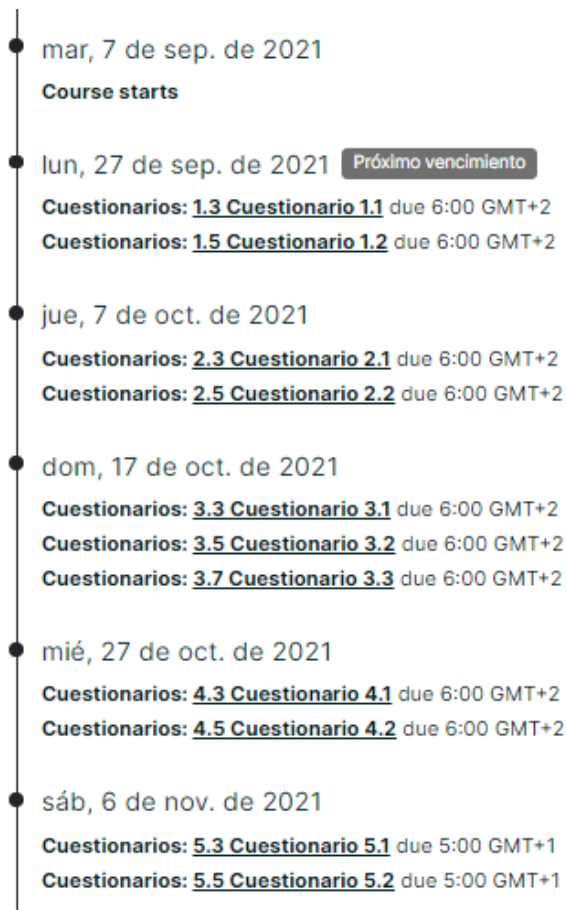 mar, 7 de sep. de 2021
Course starts
lun, 27 de sep. de 2021 Próximo vencimiento
Cuestionarios: 1.3 Cuestionario 1.1 due 6:00 GMT+2
Cuestionarios: 1.5 Cuestionario 1.2 due 6:00 GMT+2
jue, 7 de oct. de 2021
Cuestionarios: 2.3 Cuestionario 2.1 due 6:00 GMT+2
Cuestionarios: 2.5 Cuestionario 2.2 due 6:00 GMT+2
dom, 17 de oct. de 2021
Cuestionarios: 3.3 Cuestionario 3.1 due 6:00 GMT+2
Cuestionarios: 3.5 Cuestionario 3.2 due 6:00 GMT+2
Cuestionarios: 3.7 Cuestionario 3.3 due 6:00 GMT+2
mié, 27 de oct. de 2021
Cuestionarios: 4.3 Cuestionario 4.1 due 6:00 GMT+2
Cuestionarios: 4.5 Cuestionario 4.2 due 6:00 GMT+2
sáb, 6 de nov. de 2021
Cuestionarios: 5.3 Cuestionario 5.1 due 5:00 GMT+1
Cuestionarios: 5.5 Cuestionario 5.2 due 5:00 GMT+1